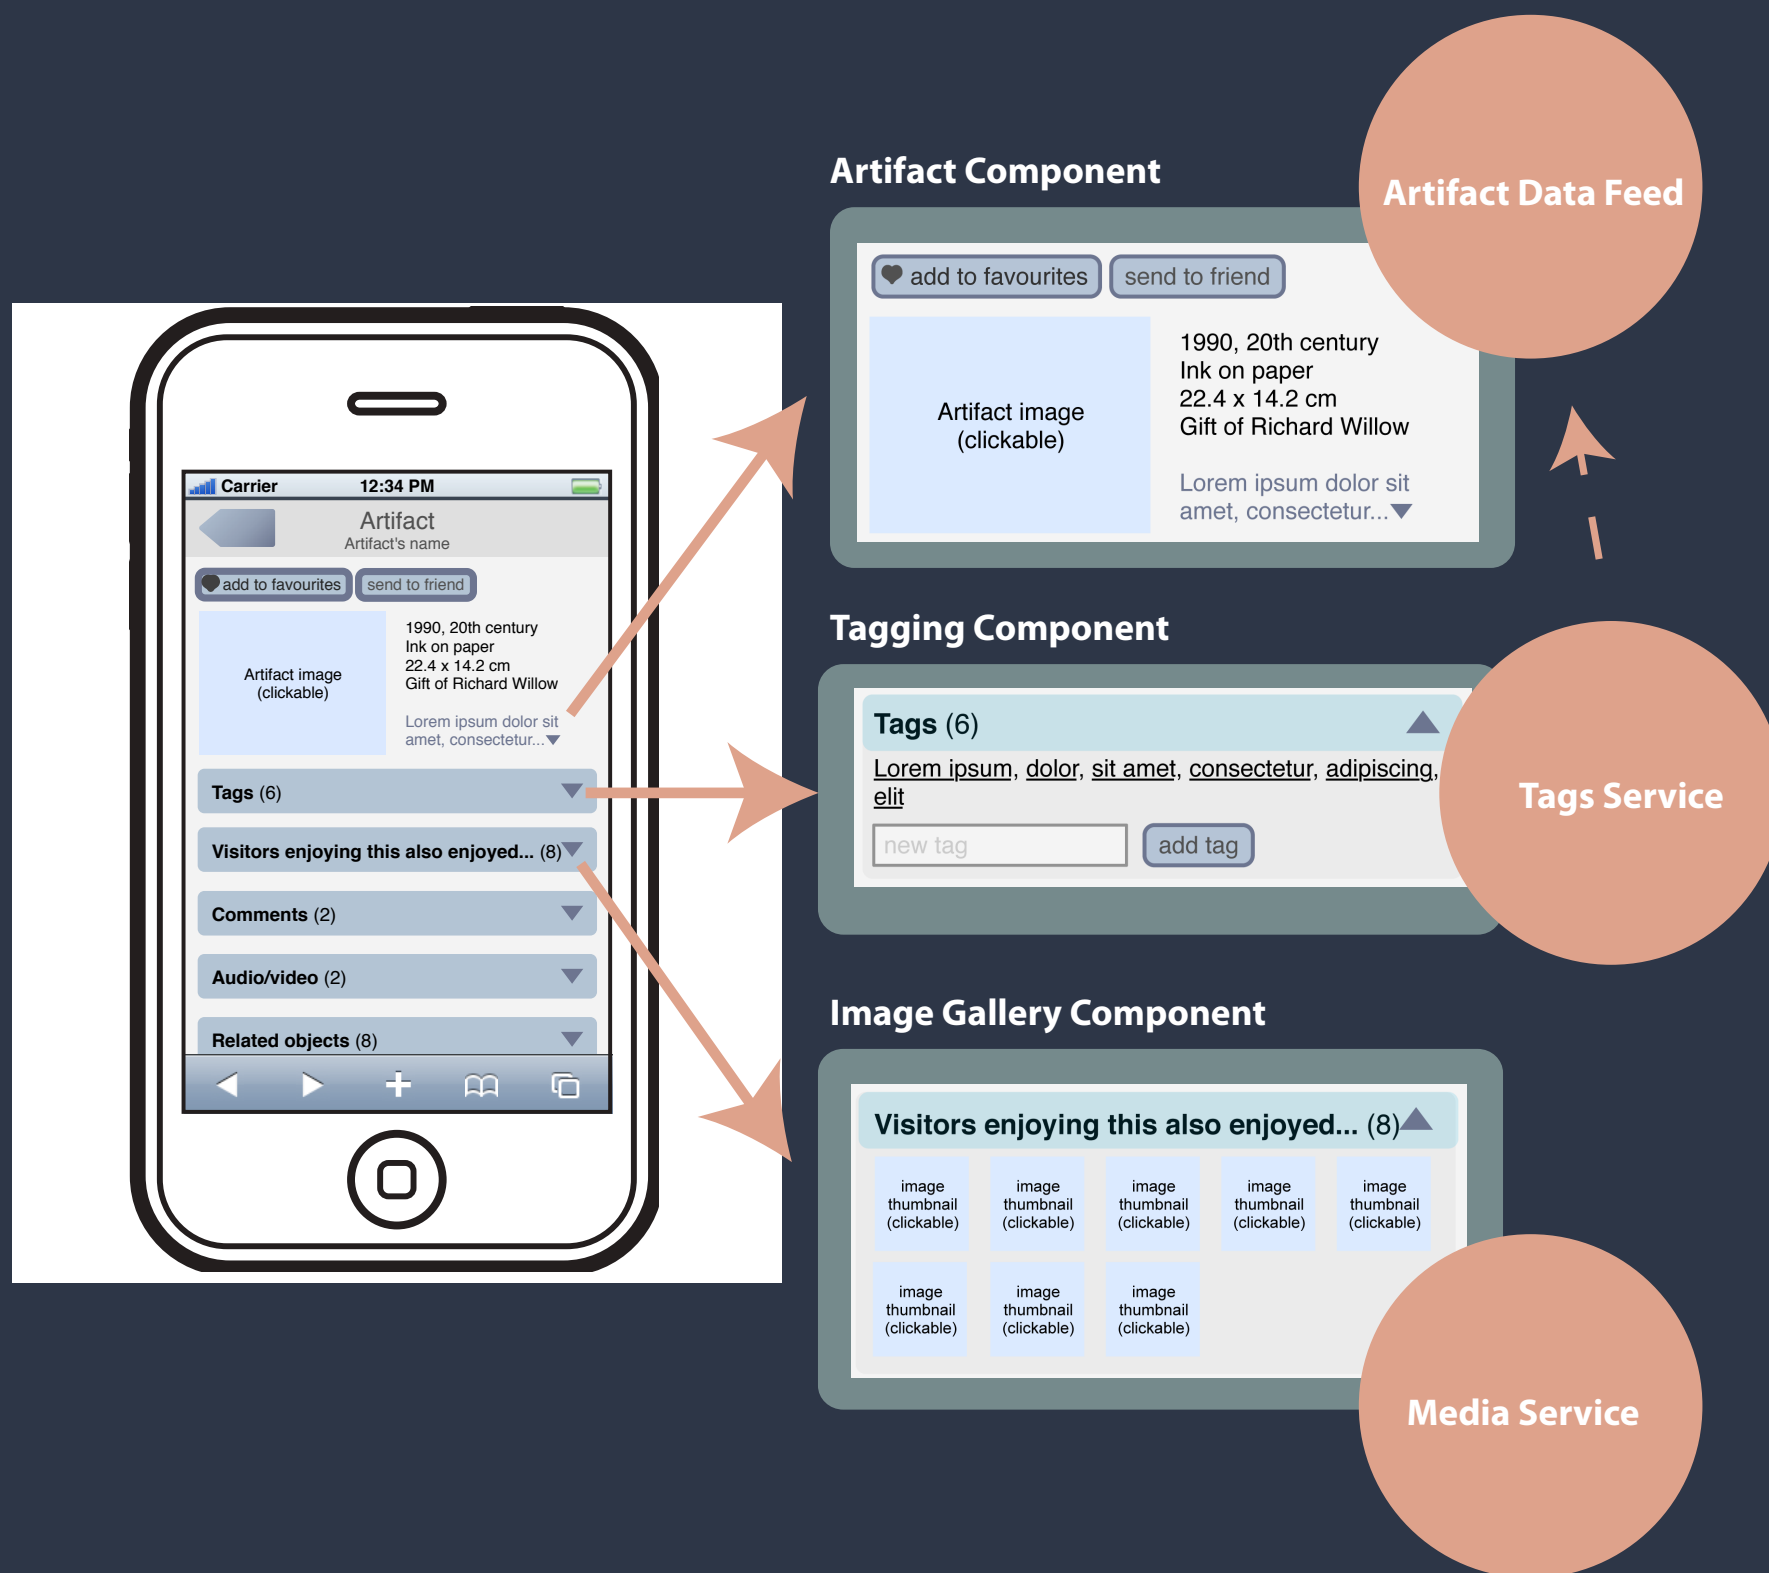 Carrier 12:34 PM
Artifact
Artifact's name
add to favourites send to friend
Artifact image
(clickable)
1990, 20th century
Ink on paper
22.4 x 14.2 cm
Gift of Richard Willow
Lorem ipsum dolor sit
amet, consectetur...
Tags (6)
Visitors enjoying this also enjoyed... (8)
Comments (2)
Audio/video (2)
Related objects (8)
Artifact Component
Artifact Data Feed
add to favourites send to friend
Artifact image
(clickable)
1990, 20th century
Ink on paper
22.4 x 14.2 cm
Gift of Richard Willow
Lorem ipsum dolor sit
amet, consectetur...
Tagging Component
Tags (6)
Lorem ipsum, dolor, sit amet, consectetur, adipiscing,
elit
new tag add tag
Tags Service
Image Gallery Component
Visitors enjoying this also enjoyed... (8)
image
thumbnail
(clickable)
image
thumbnail
(clickable)
image
thumbnail
(clickable)
image
thumbnail
(clickable)
image
thumbnail
(clickable)
image
thumbnail
(clickable)
image
thumbnail
(clickable)
image
thumbnail
(clickable)
Media Service